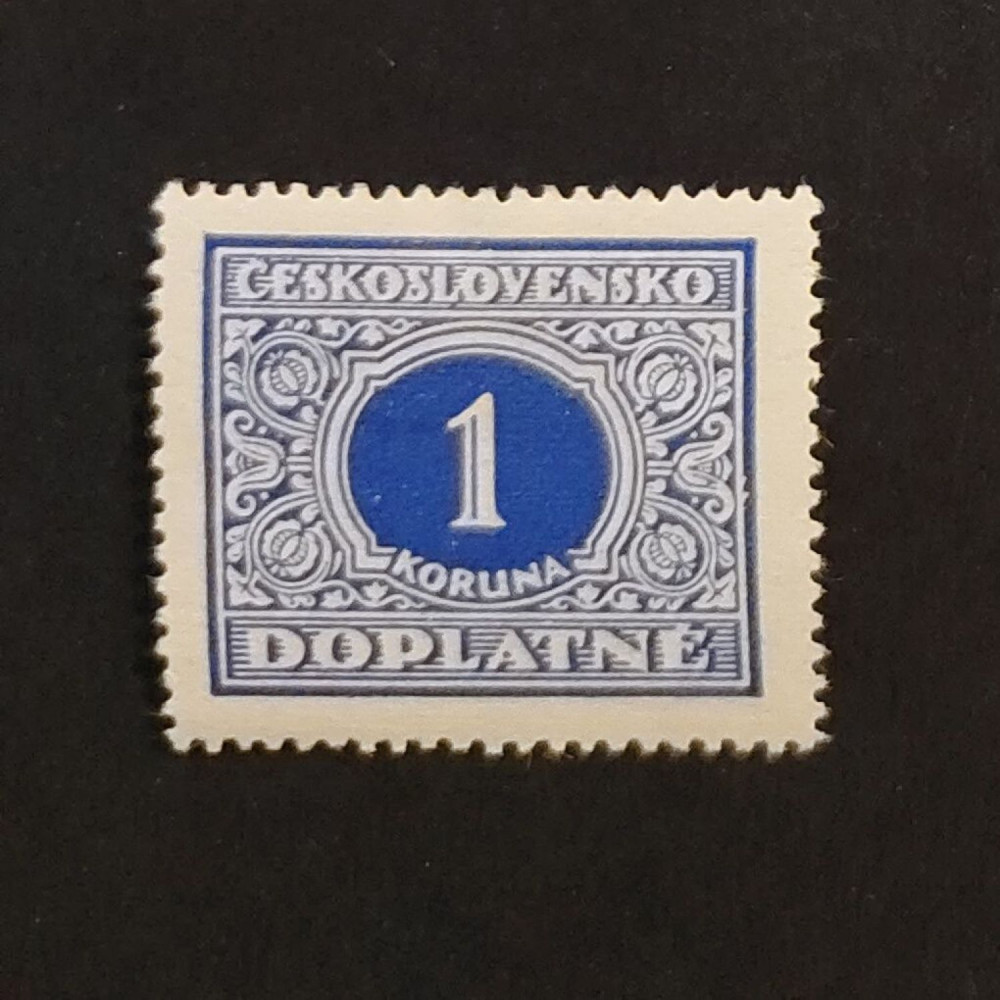 ČESKOSLOVENSKO
1
KORUNA
DOPLATNÉ